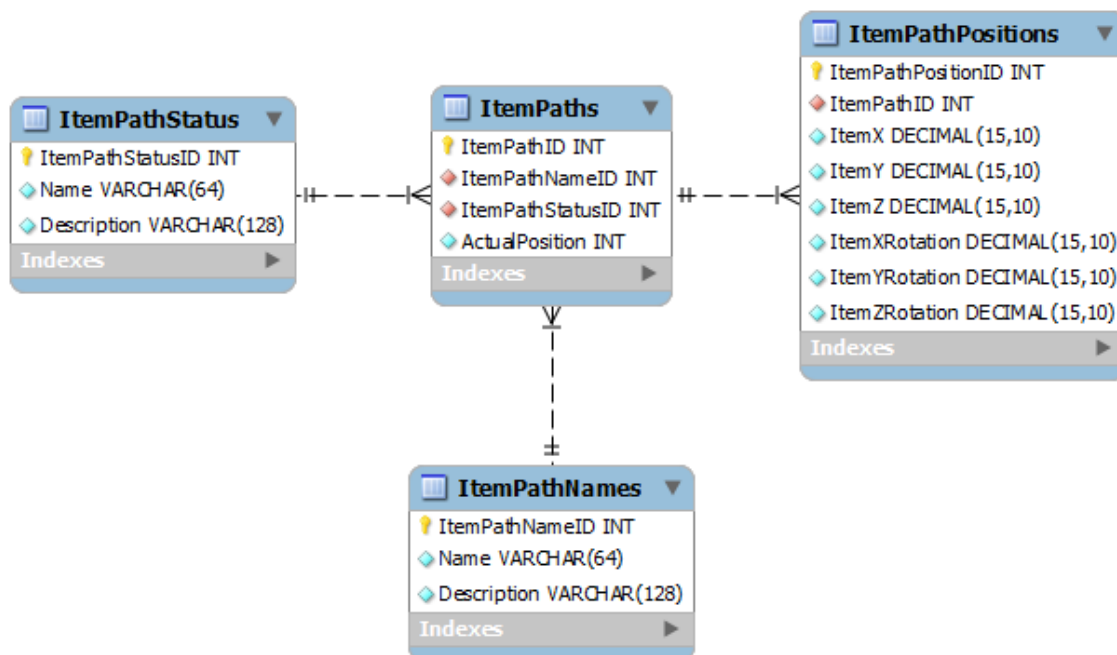 ItemPathStatus
ItemPathStatusID INT
Name VARCHAR(64)
Description VARCHAR(128)
Indexes
ItemPaths
ItemPathID INT
ItemPathNameID INT
ItemPathStatusID INT
ActualPosition INT
Indexes
ItemPathPositions
ItemPathPositionID INT
ItemPathID INT
ItemX DECIMAL(15,10)
ItemY DECIMAL(15,10)
ItemZ DECIMAL(15,10)
ItemXRotation DECIMAL(15,10)
ItemYRotation DECIMAL(15,10)
ItemZRotation DECIMAL(15,10)
Indexes
ItemPathNames
ItemPathNameID INT
Name VARCHAR(64)
Description VARCHAR(128)
Indexes